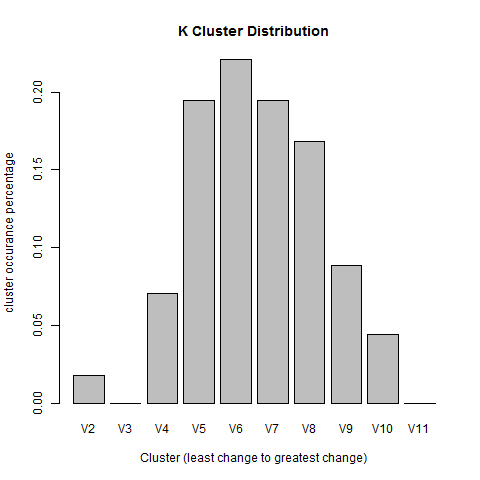 K Cluster Distribution
cluster occurance percentage
0.20
0.15
0.10
0.05
0.00
V2 V3 V4 V5 V6 V7 V8 V9 V10 V11
Cluster (least change to greatest change)